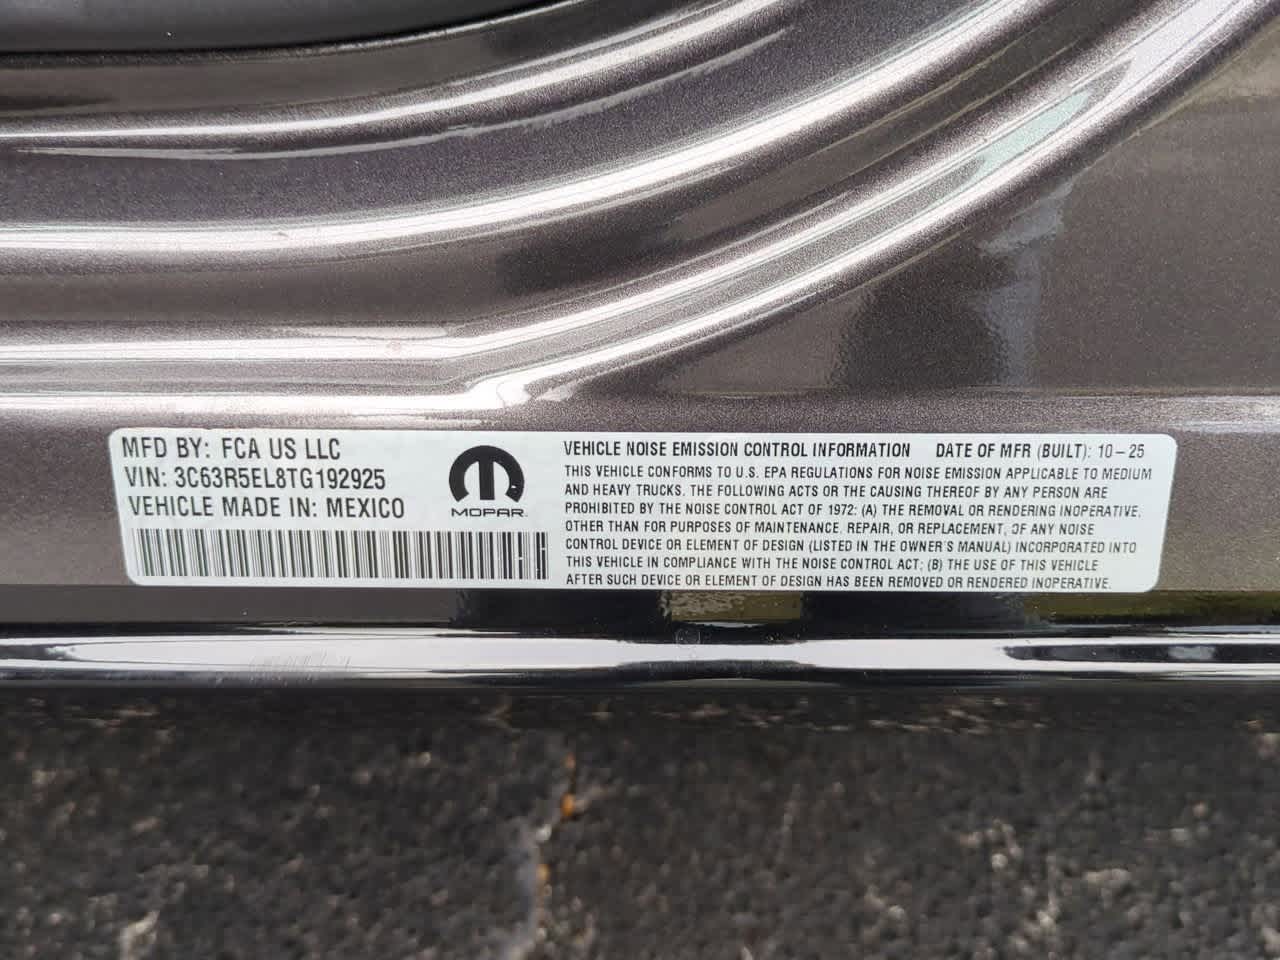 MFD BY: FCA US LLC
VIN: 3C63R5EL8TG192925
VEHICLE MADE IN: MEXICO
MOPAR
VEHICLE NOISE EMISSION CONTROL INFORMATION DATE OF MFR (BUILT): 10-25
THIS VEHICLE CONFORMS TO U.S. EPA REGULATIONS FOR NOISE EMISSION APPLICABLE TO MEDIUM
AND HEAVY TRUCKS. THE FOLLOWING ACTS OR THE CAUSING THEREOF BY ANY PERSON ARE
PROHIBITED BY THE NOISE CONTROL ACT OF 1972: (A) THE REMOVAL OR RENDERING INOPERATIVE,
OTHER THAN FOR PURPOSES OF MAINTENANCE, REPAIR, OR REPLACEMENT, OF ANY NOISE
CONTROL DEVICE OR ELEMENT OF DESIGN (LISTED IN THE OWNER'S MANUAL) INCORPORATED INTO
THIS VEHICLE IN COMPLIANCE WITH THE NOISE CONTROL ACT; (B) THE USE OF THIS VEHICLE
AFTER SUCH DEVICE OR ELEMENT OF DESIGN HAS BEEN REMOVED OR RENDERED INOPERATIVE.